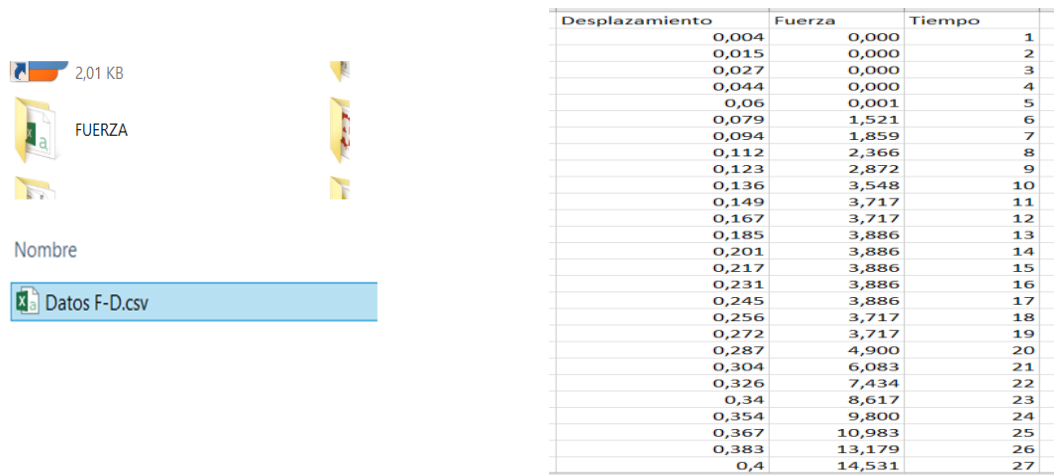 2,01 KB
FUERZA
Nombre
Datos F-D.csv
Desplazamiento Fuerza Tiempo
0,004 0,000 1
0,015 0,000 2
0,027 0,000 3
0,044 0,000 4
0,06 0,001 5
0,079 1,521 6
0,094 1,859 7
0,112 2,366 8
0,123 2,872 9
0,136 3,548 10
0,149 3,717 11
0,167 3,717 12
0,185 3,886 13
0,201 3,886 14
0,217 3,886 15
0,231 3,886 16
0,245 3,886 17
0,256 3,717 18
0,272 3,717 19
0,287 4,900 20
0,304 6,083 21
0,326 7,434 22
0,34 8,617 23
0,354 9,800 24
0,367 10,983 25
0,383 13,179 26
0,4 14,531 27